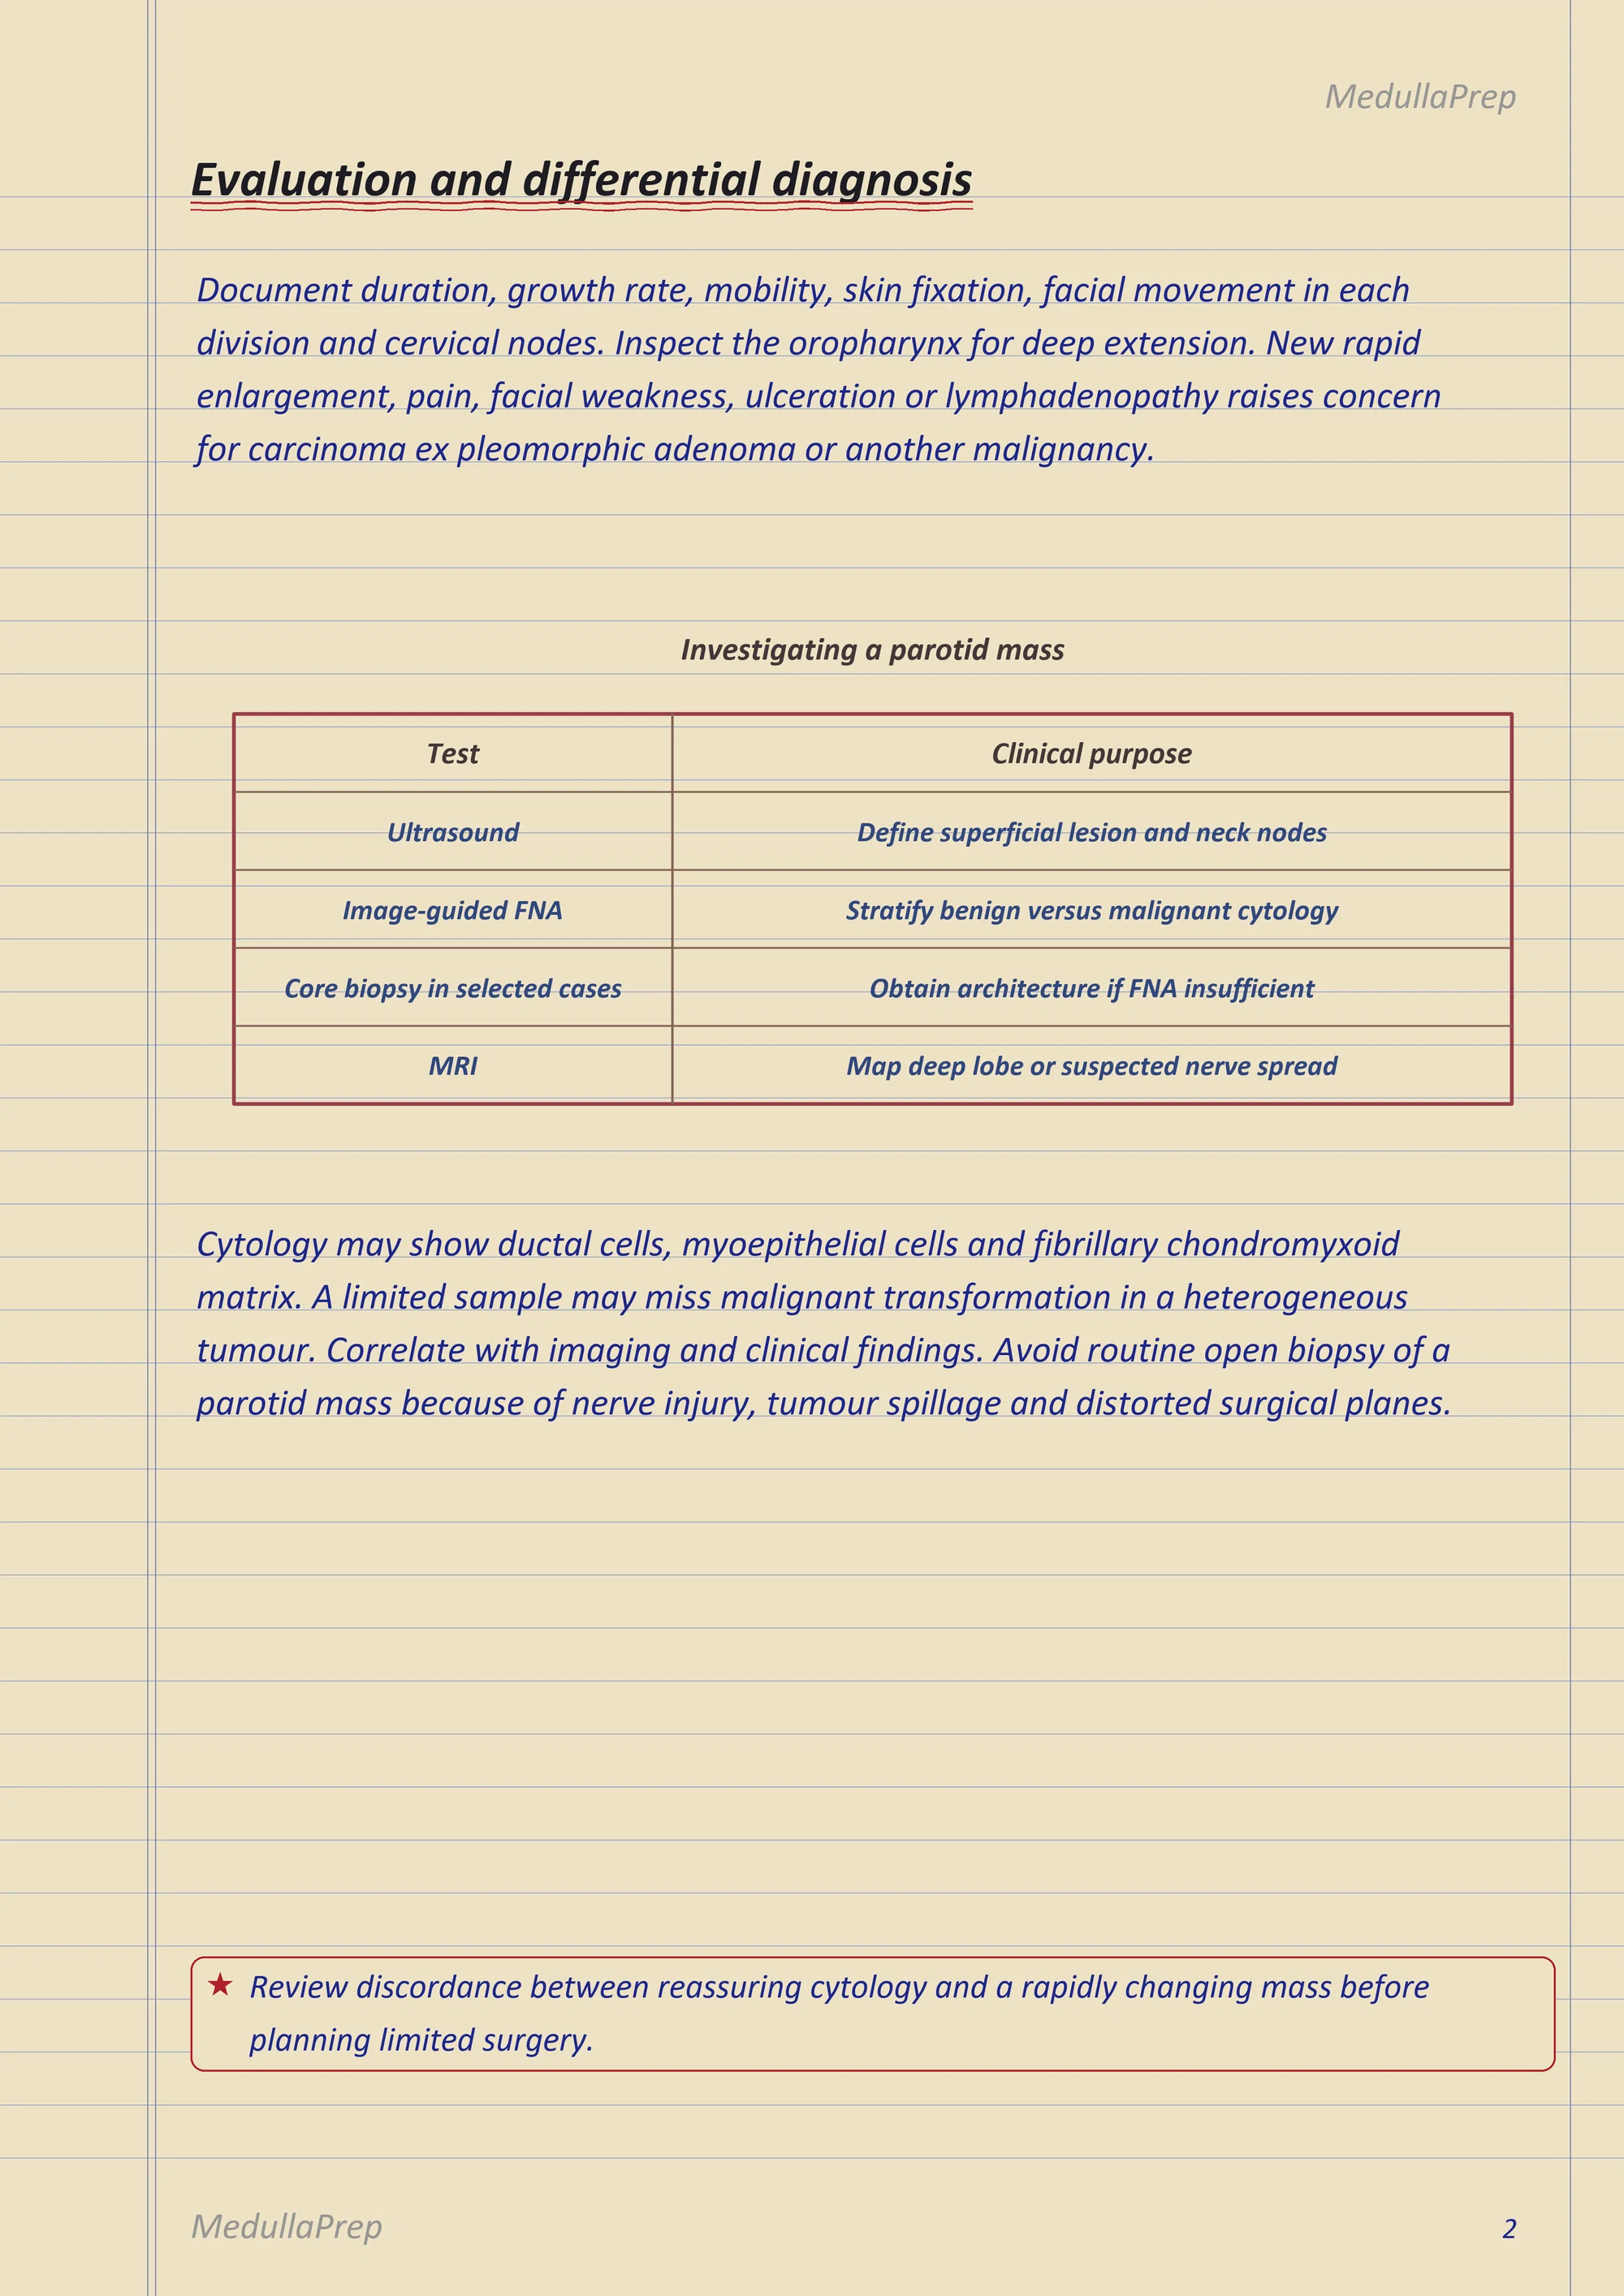 MedullaPrep
Evaluation and differential diagnosis
Document duration, growth rate, mobility, skin fixation, facial movement in each
division and cervical nodes. Inspect the oropharynx for deep extension. New rapid
enlargement, pain, facial weakness, ulceration or lymphadenopathy raises concern
for carcinoma ex pleomorphic adenoma or another malignancy.
Investigating a parotid mass
Test Clinical purpose
Ultrasound Define superficial lesion and neck nodes
Image-guided FNA Stratify benign versus malignant cytology
Core biopsy in selected cases Obtain architecture if FNA insufficient
MRI Map deep lobe or suspected nerve spread
Cytology may show ductal cells, myoepithelial cells and fibrillary chondromyxoid
matrix. A limited sample may miss malignant transformation in a heterogeneous
tumour. Correlate with imaging and clinical findings. Avoid routine open biopsy of a
parotid mass because of nerve injury, tumour spillage and distorted surgical planes.
★ Review discordance between reassuring cytology and a rapidly changing mass before
planning limited surgery.
MedullaPrep 2